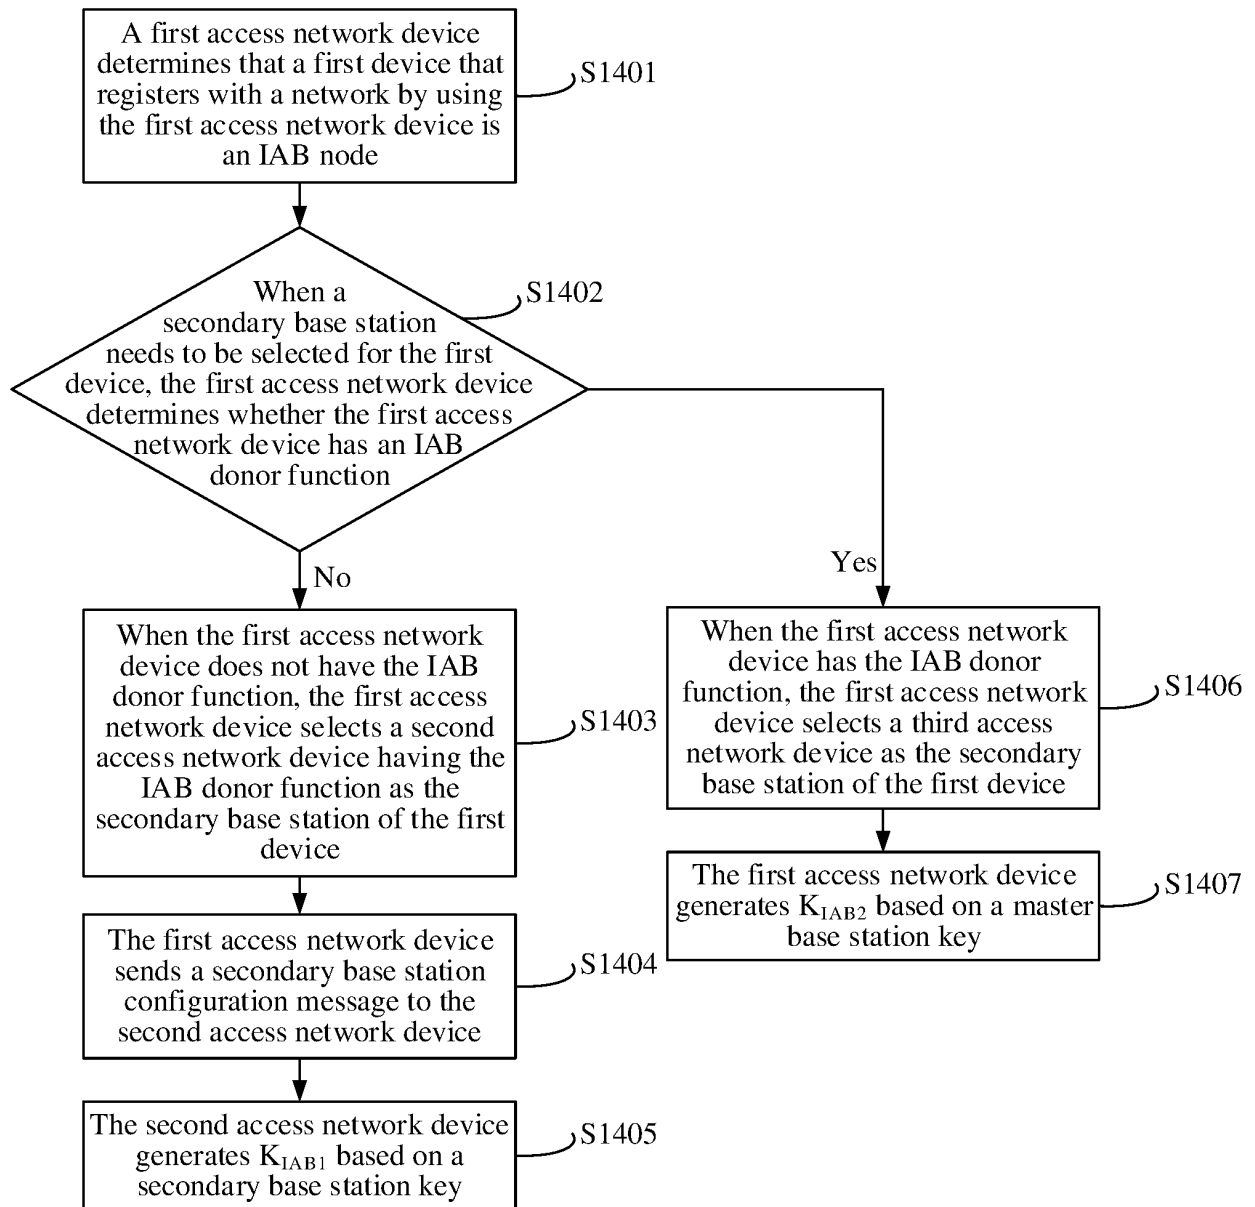 A first access network device
determines that a first device that
registers with a network by using
the first access network device is
an IAB node
S1401
When a
secondary base station
needs to be selected for the first
device, the first access network device
determines whether the first access
network device has an IAB
donor function
S1402
No
Yes
When the first access network
device does not have the IAB
donor function, the first access
network device selects a second
access network device having the
IAB donor function as the
secondary base station of the first
device
S1403
When the first access network
device has the IAB donor
function, the first access network
device selects a third access
network device as the secondary
base station of the first device
S1406
The first access network device
generates K_IAB2 based on a master
base station key
S1407
The first access network device
sends a secondary base station
configuration message to the
second access network device
S1404
The second access network device
generates K_IAB1 based on a
secondary base station key
S1405